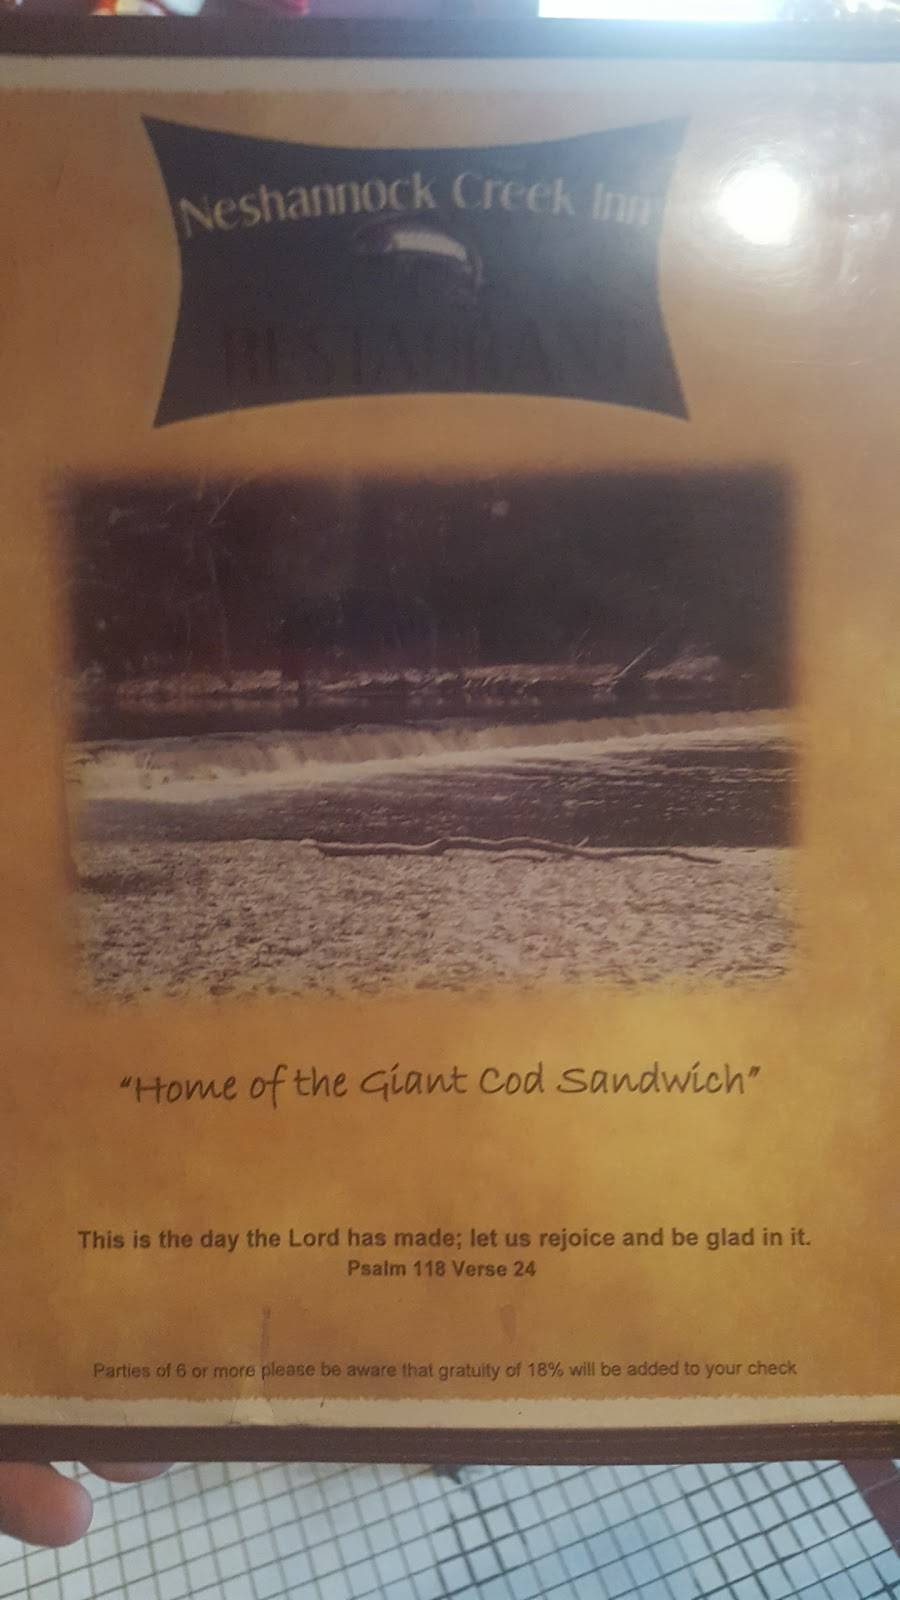 Neshannock Creek Inn
RESTAURANT
"Home of the Giant Cod Sandwich"
This is the day the Lord has made; let us rejoice and be glad in it.
Psalm 118 Verse 24
Parties of 6 or more please be aware that gratuity of 18% will be added to your check